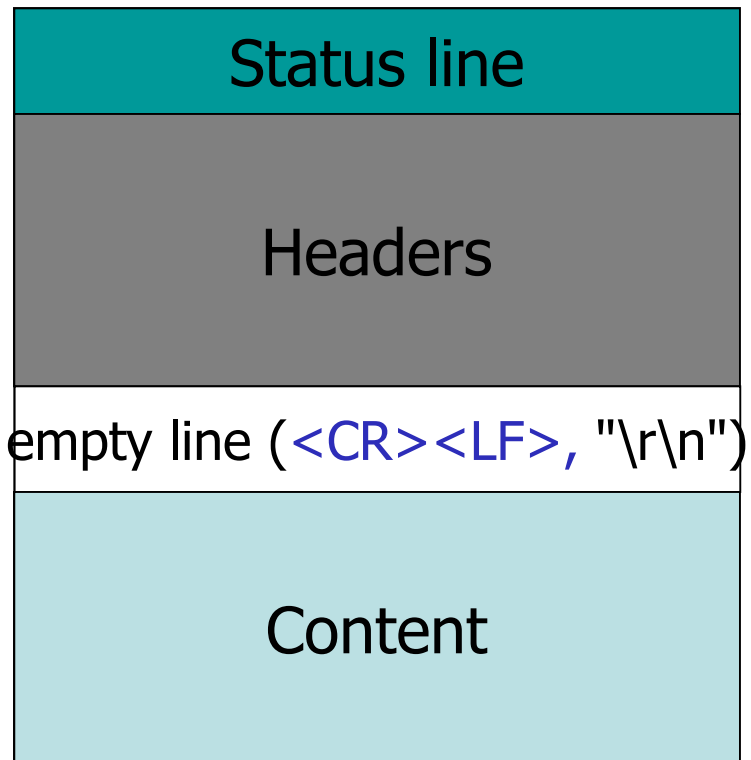 Status line
Headers
empty line (<CR><LF>, "\r\n")
Content